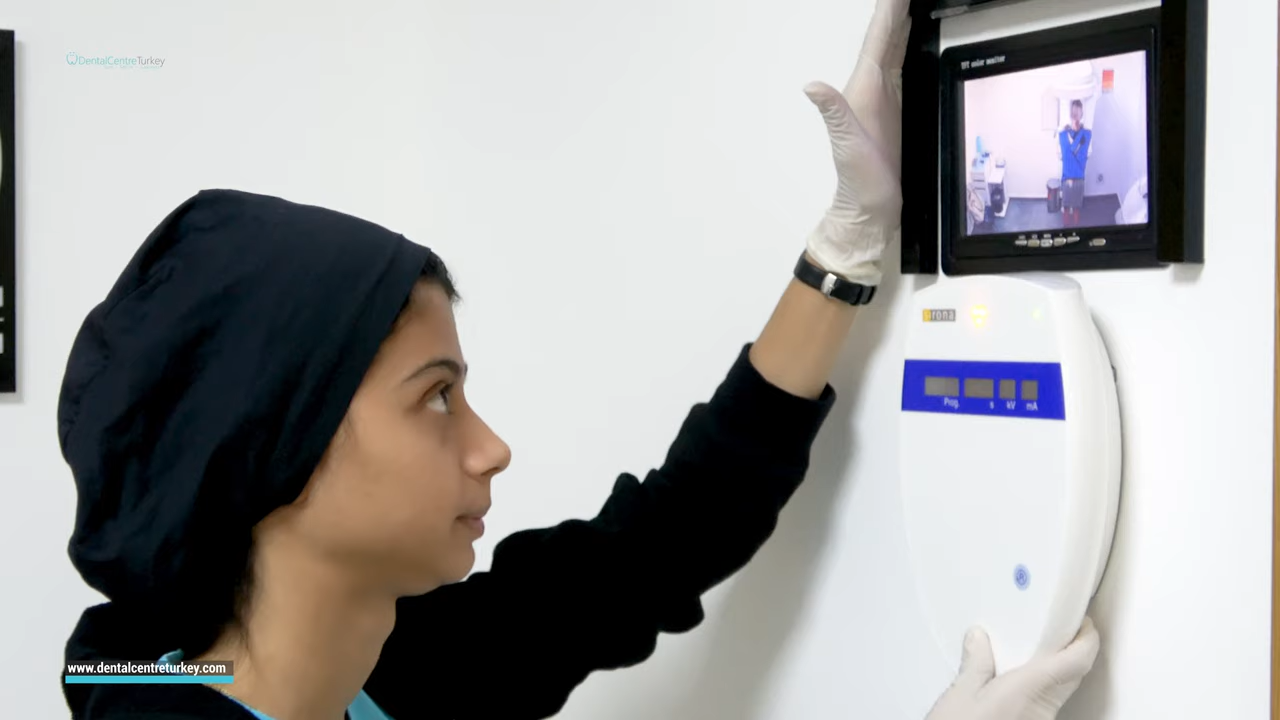 DentalCentreTurkey
TFT color monitor
sirona
Prog. s kV mA
www.dentalcentreturkey.com